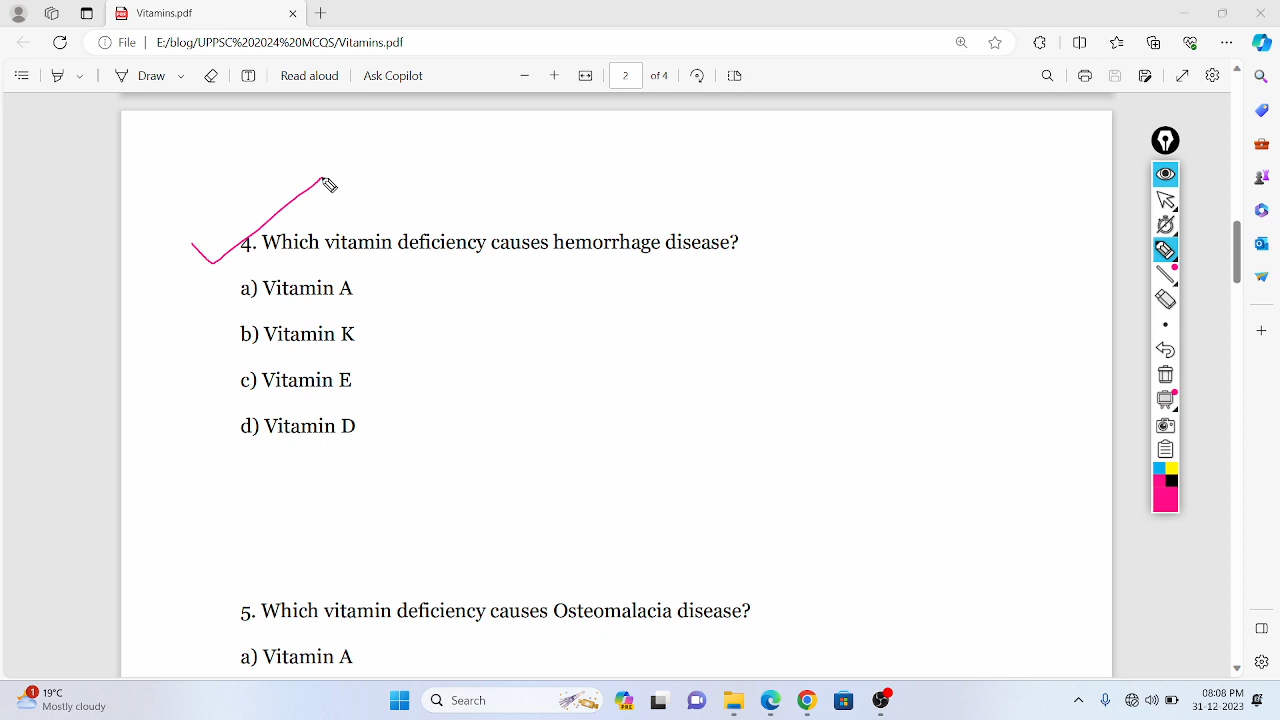 Vitamins.pdf
File E:/blog/UPPSC%202024%20MCQS/Vitamins.pdf
Draw Read aloud Ask Copilot 2 of 4
4. Which vitamin deficiency causes hemorrhage disease?
a) Vitamin A
b) Vitamin K
c) Vitamin E
d) Vitamin D
5. Which vitamin deficiency causes Osteomalacia disease?
a) Vitamin A
1 19°C
Mostly cloudy
Search
PRE
08:08 PM
31-12-2023